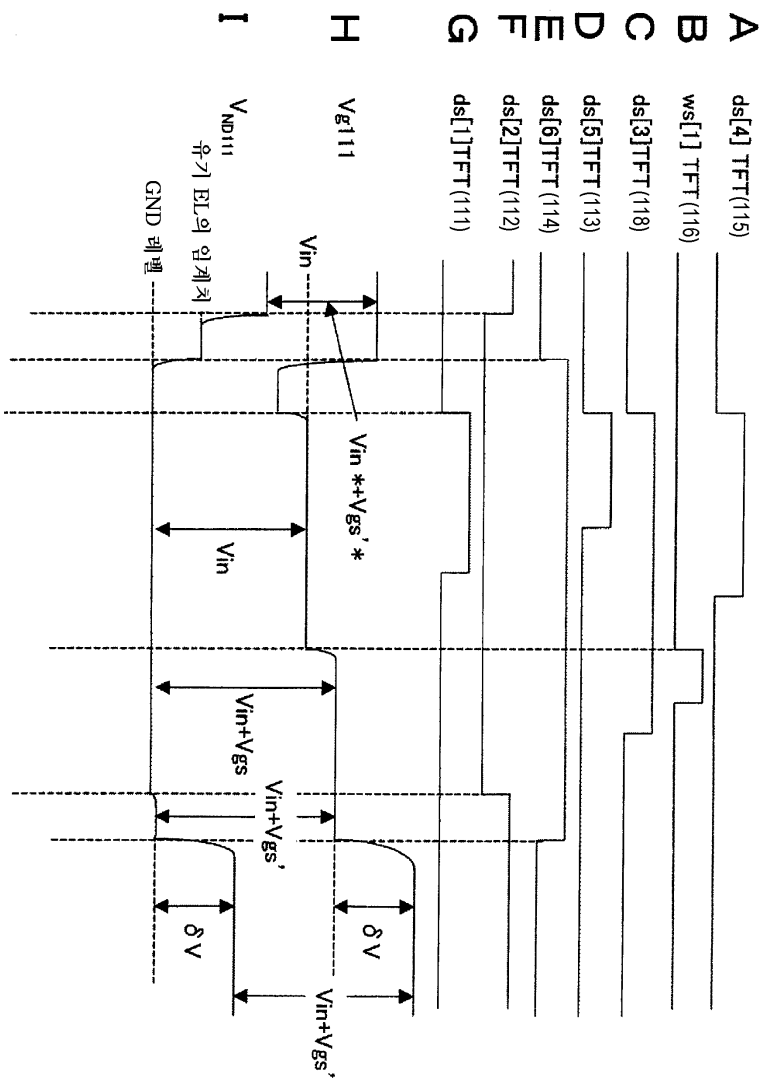 A ds[4] TFT(115)
B ws[1] TFT(116)
C ds[3]TFT(118)
D ds[5]TFT(113)
E ds[6]TFT(114)
F ds[2]TFT(112)
G ds[1]TFT(111)
H Vg111
Vin
Vin *+Vgs' *
δV
I VND111
유기 EL의 임계치
GND 레벨
Vin
Vin+Vgs
Vin+Vgs'
δV
Vin+Vgs'